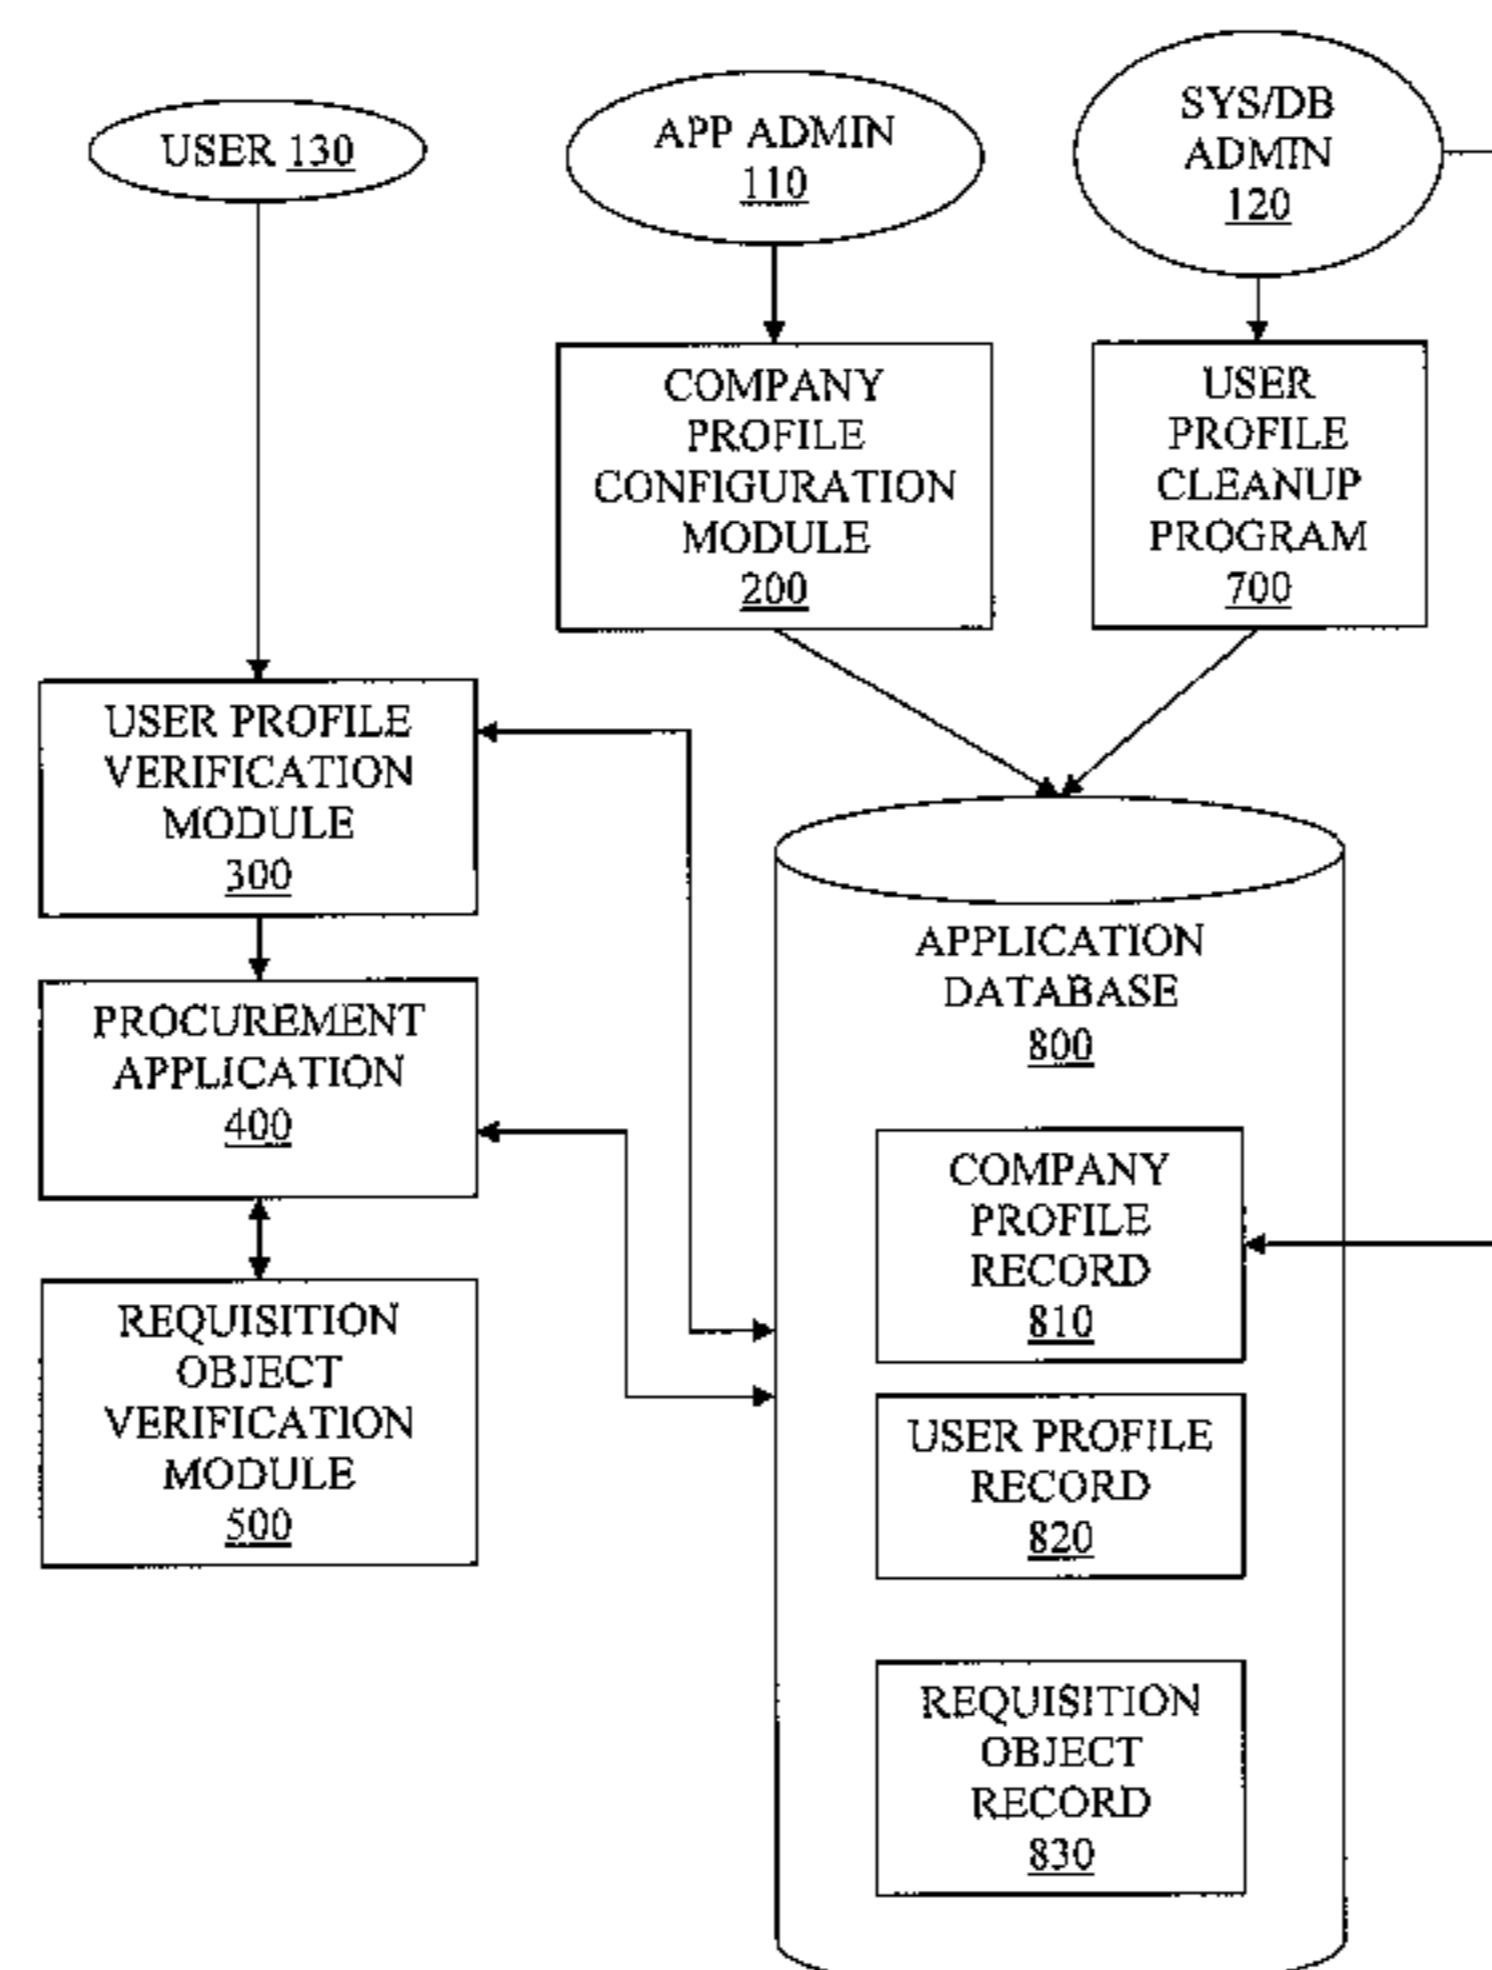 USER 130
APP ADMIN
110
SYS/DB
ADMIN
120
COMPANY
PROFILE
CONFIGURATION
MODULE
200
USER
PROFILE
CLEANUP
PROGRAM
700
USER PROFILE
VERIFICATION
MODULE
300
PROCUREMENT
APPLICATION
400
REQUISITION
OBJECT
VERIFICATION
MODULE
500
APPLICATION
DATABASE
800
COMPANY
PROFILE
RECORD
810
USER PROFILE
RECORD
820
REQUISITION
OBJECT
RECORD
830